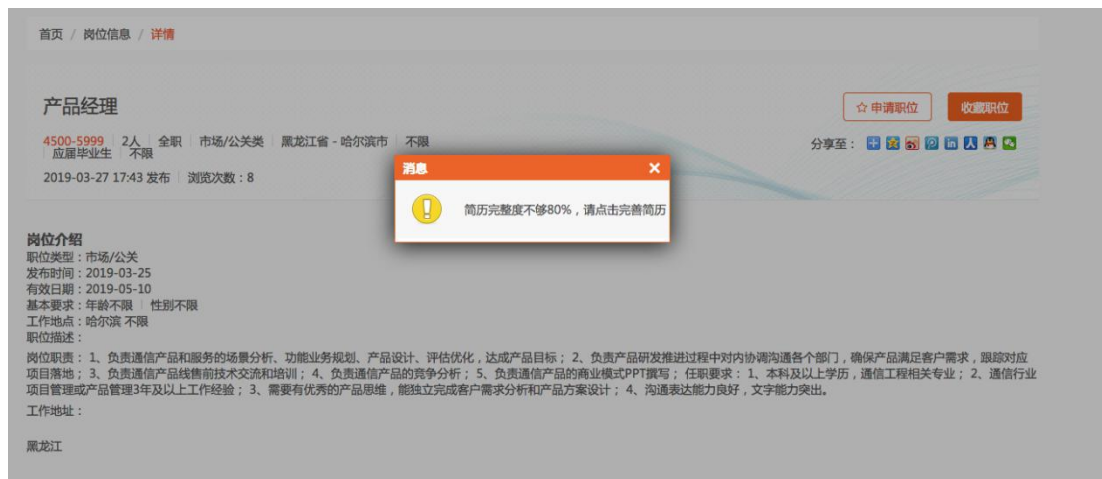 首页 / 岗位信息 / 详情
产品经理
☆ 申请职位 收藏职位
4500-5999 | 2人 | 全职 | 市场/公关类 | 黑龙江省 - 哈尔滨市 | 不限
| 应届毕业生 | 不限
分享至：
2019-03-27 17:43 发布 | 浏览次数：8
消息 ×
简历完整度不够80%，请点击完善简历
岗位介绍
职位类型：市场/公关
发布时间：2019-03-25
有效日期：2019-05-10
基本要求：年龄不限 | 性别不限
工作地点：哈尔滨 不限
职位描述：
岗位职责： 1、负责通信产品和服务的场景分析、功能业务规划、产品设计、评估优化，达成产品目标； 2、负责产品研发推进过程中对内协调沟通各个部门，确保产品满足客户需求，跟踪对应
项目落地； 3、负责通信产品线售前技术交流和培训； 4、负责通信产品的竞争分析； 5、负责通信产品的商业模式PPT撰写； 任职要求： 1、本科及以上学历，通信工程相关专业； 2、通信行业
项目管理或产品管理3年及以上工作经验； 3、需要有优秀的产品思维，能独立完成客户需求分析和产品方案设计； 4、沟通表达能力良好，文字能力突出。
工作地址：
黑龙江